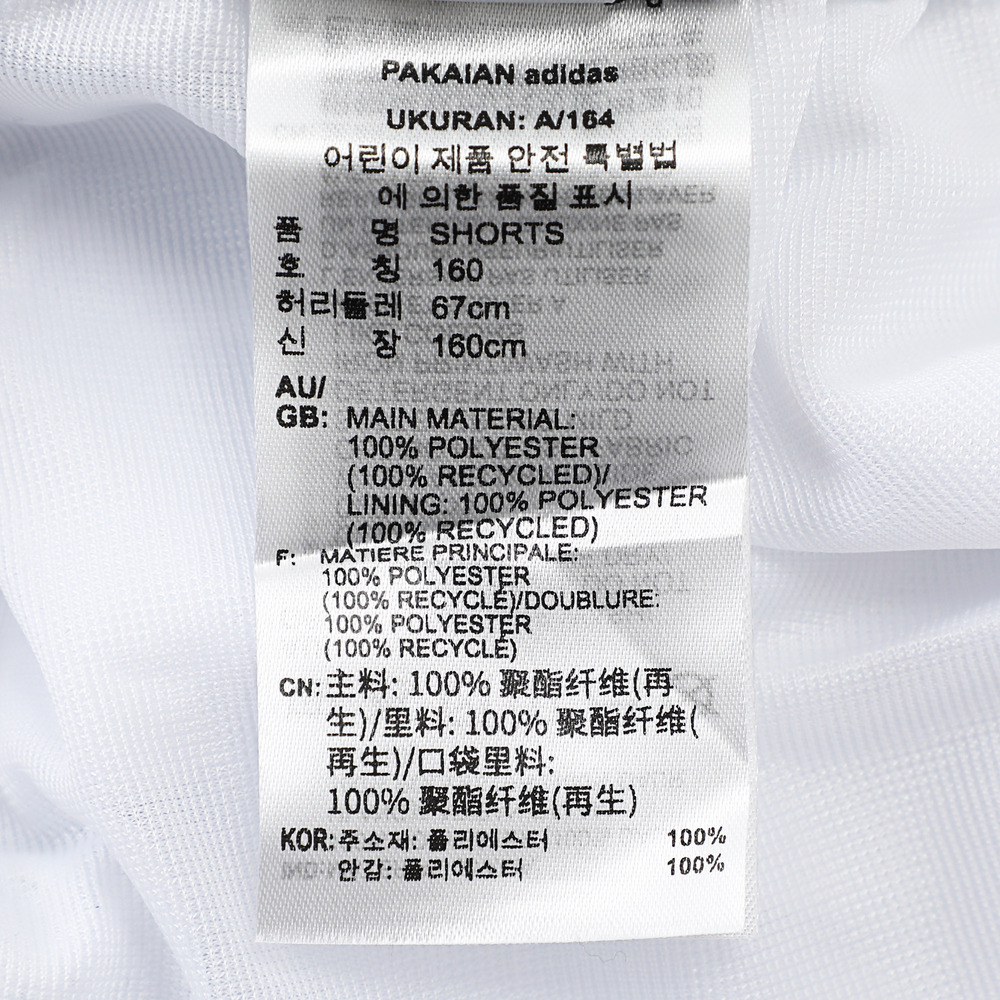 PAKAIAN adidas
UKURAN: A/164
어린이 제품 안전 특별법
에 의한 품질 표시
품 명 SHORTS
호 칭 160
허리둘레 67cm
신 장 160cm
AU/
GB: MAIN MATERIAL:
100% POLYESTER
(100% RECYCLED)/
LINING: 100% POLYESTER
(100% RECYCLED)
F: MATIERE PRINCIPALE:
100% POLYESTER
(100% RECYCLÉ)/DOUBLURE:
100% POLYESTER
(100% RECYCLÉ)
CN: 主料: 100% 聚酯纤维(再
生)/里料: 100% 聚酯纤维(
再生)/口袋里料:
100% 聚酯纤维(再生)
KOR: 주소재: 폴리에스터 100%
안감: 폴리에스터 100%